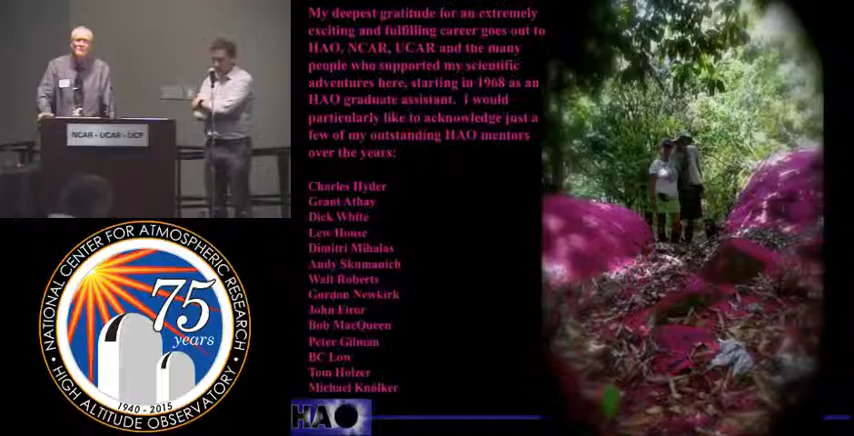 NCAR - UCAR - UCP
NATIONAL CENTER FOR ATMOSPHERIC RESEARCH
75
years
1940 - 2015
HIGH ALTITUDE OBSERVATORY
My deepest gratitude for an extremely
exciting and fulfilling career goes out to
HAO, NCAR, UCAR and the many
people who supported my scientific
adventures here, starting in 1968 as an
HAO graduate assistant. I would
particularly like to acknowledge just a
few of my outstanding HAO mentors
over the years:
Charles Hyder
Grant Athay
Dick White
Lew House
Dimitri Mihalas
Andy Skumanich
Walt Roberts
Gordon Newkirk
John Firor
Bob MacQueen
Peter Gilman
BC Low
Tom Holzer
Michael Knölker
HAO